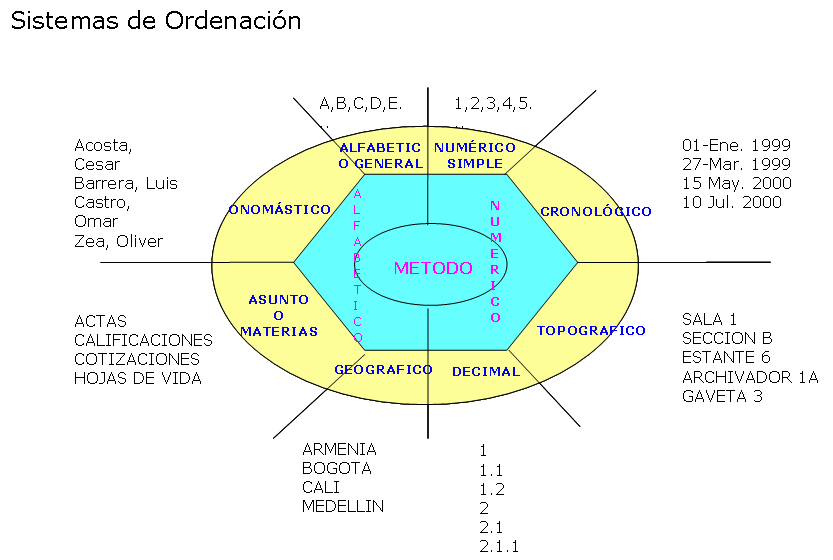 Sistemas de Ordenación
A,B,C,D,E.
..
1,2,3,4,5.
..
Acosta,
Cesar
Barrera, Luis
Castro,
Omar
Zea, Oliver
01-Ene. 1999
27-Mar. 1999
15 May. 2000
10 Jul. 2000
ALFABETIC
O GENERAL
NUMÉRICO
SIMPLE
ONOMÁSTICO
CRONOLÓGICO
ALFABETICO
NUMERICO
METODO
ASUNTO
O
MATERIAS
TOPOGRAFICO
GEOGRAFICO
DECIMAL
ACTAS
CALIFICACIONES
COTIZACIONES
HOJAS DE VIDA
SALA 1
SECCION B
ESTANTE 6
ARCHIVADOR 1A
GAVETA 3
ARMENIA
BOGOTA
CALI
MEDELLIN
1
1.1
1.2
2
2.1
2.1.1